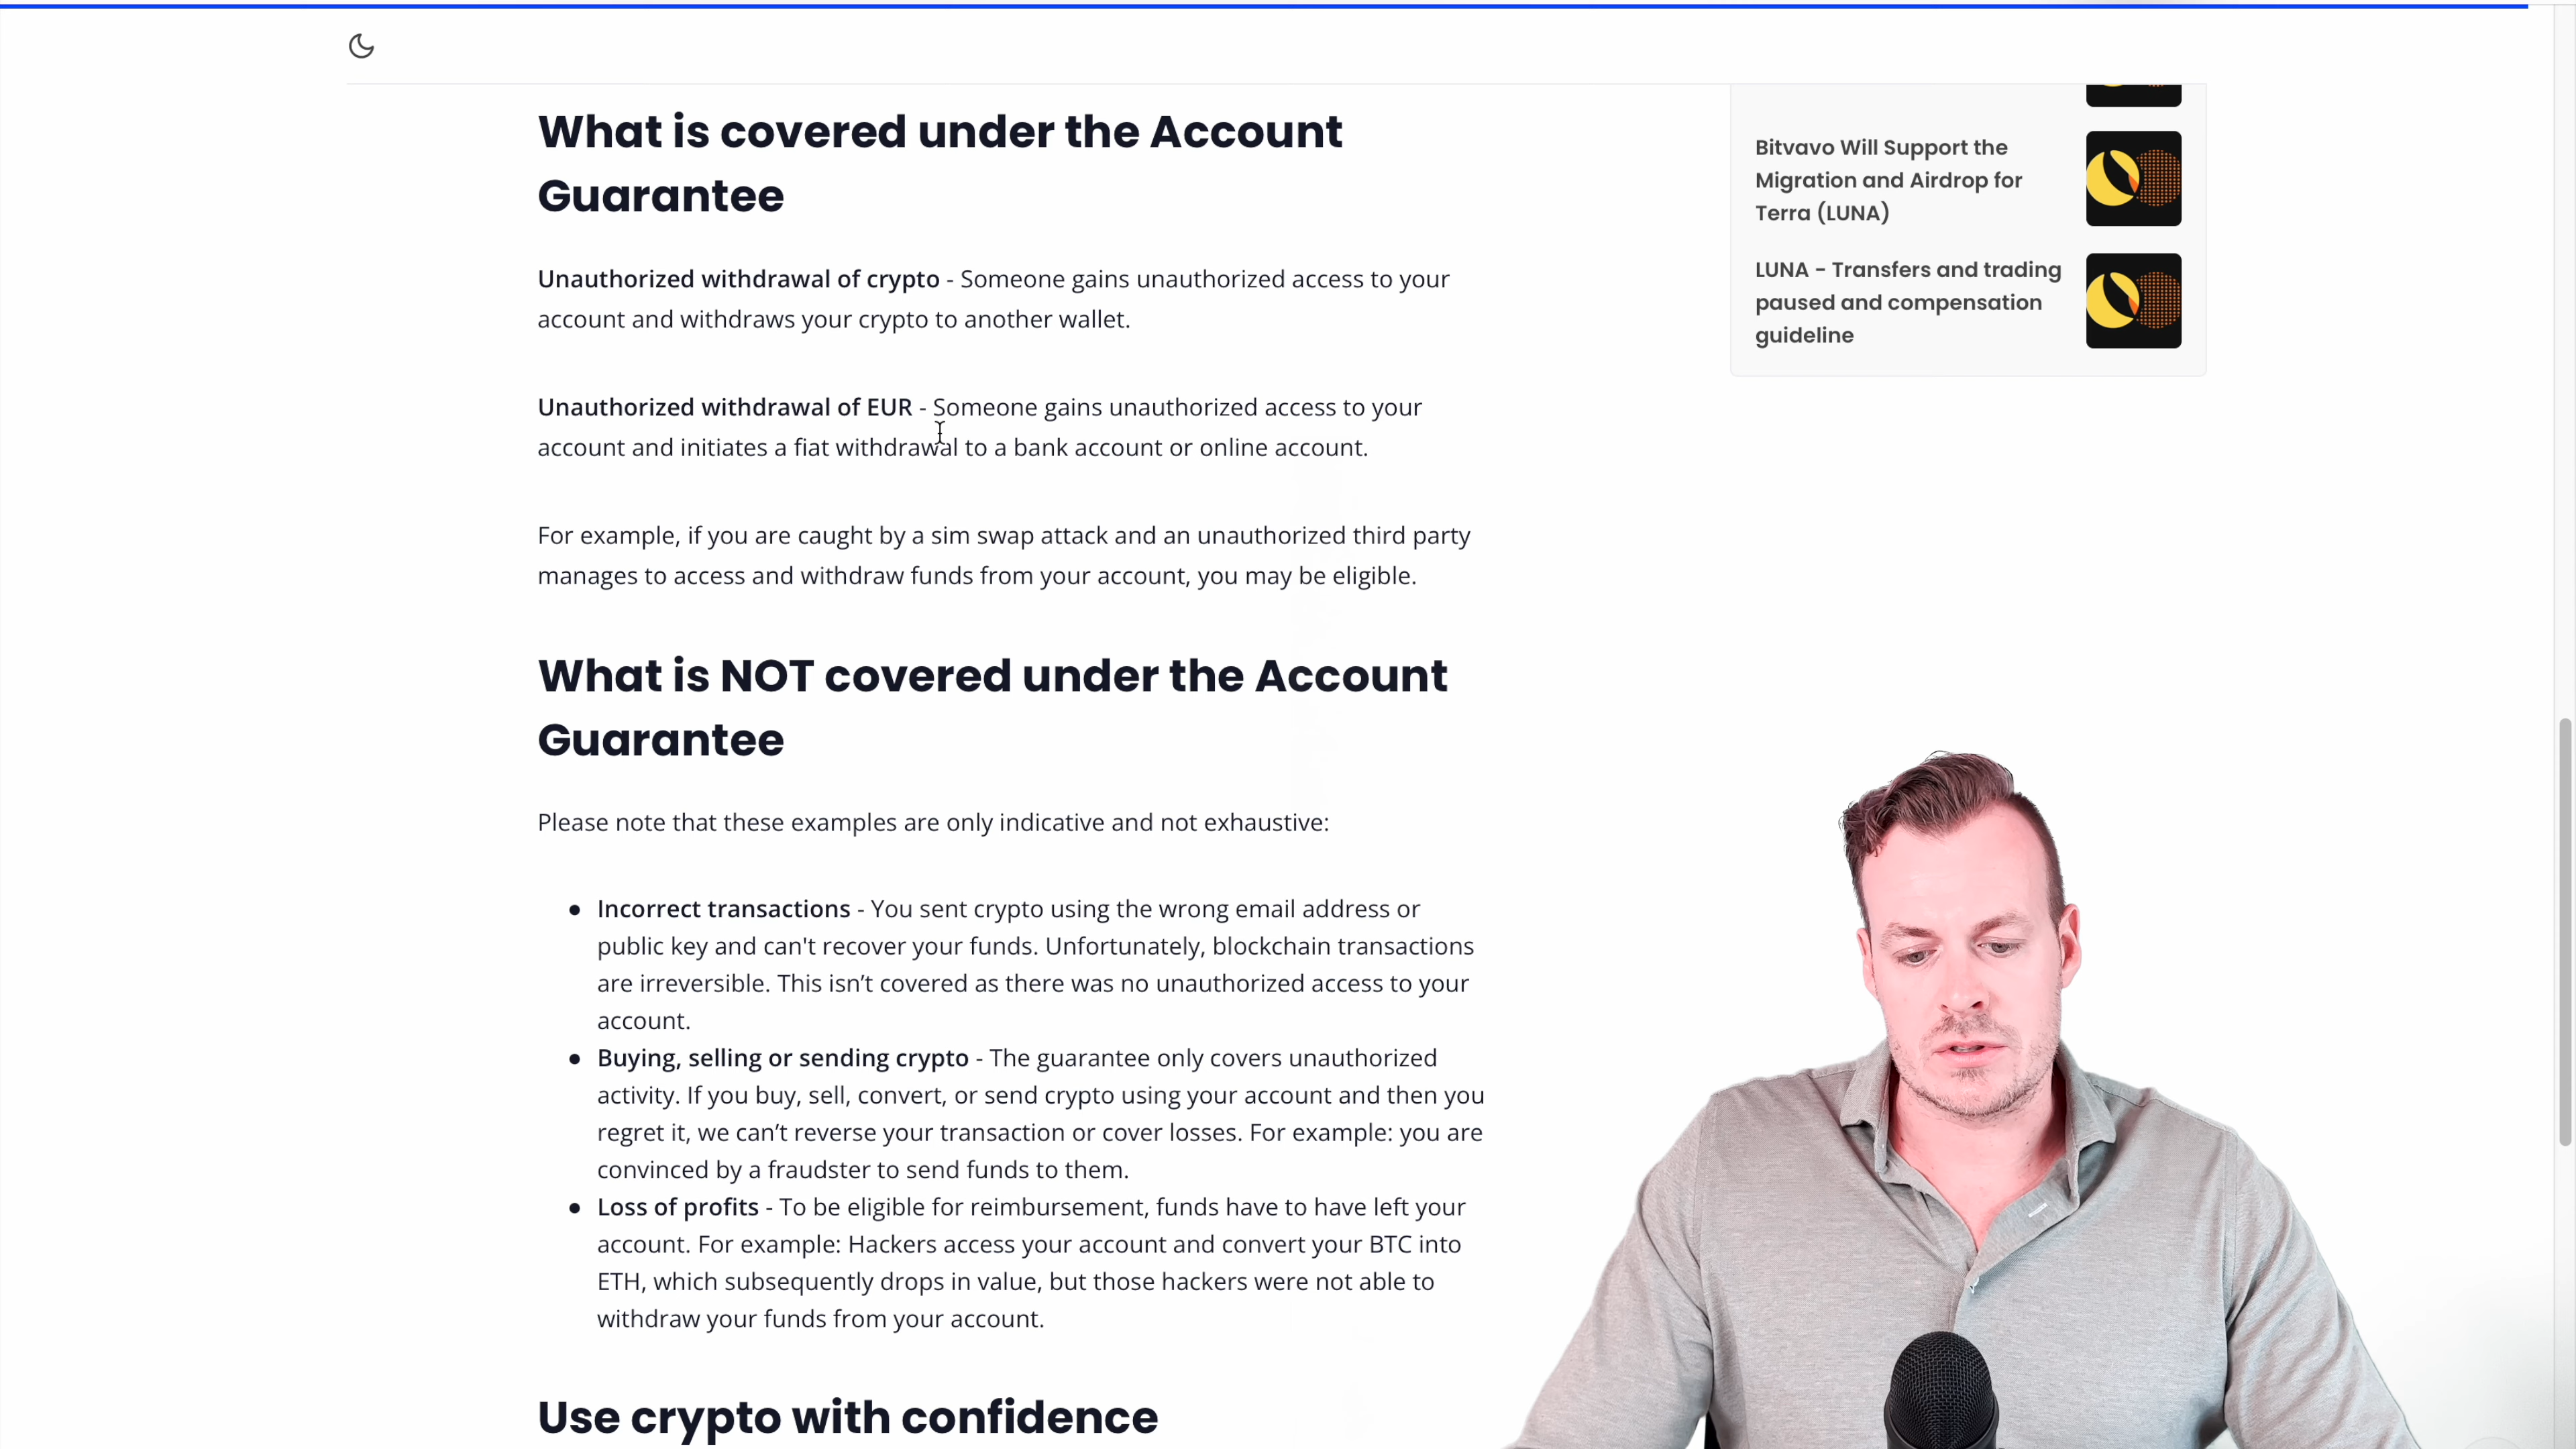 What is covered under the Account
Guarantee
Unauthorized withdrawal of crypto - Someone gains unauthorized access to your
account and withdraws your crypto to another wallet.
Unauthorized withdrawal of EUR - Someone gains unauthorized access to your
account and initiates a fiat withdrawal to a bank account or online account.
For example, if you are caught by a sim swap attack and an unauthorized third party
manages to access and withdraw funds from your account, you may be eligible.
What is NOT covered under the Account
Guarantee
Please note that these examples are only indicative and not exhaustive:
● Incorrect transactions - You sent crypto using the wrong email address or
public key and can't recover your funds. Unfortunately, blockchain transactions
are irreversible. This isn’t covered as there was no unauthorized access to your
account.
● Buying, selling or sending crypto - The guarantee only covers unauthorized
activity. If you buy, sell, convert, or send crypto using your account and then you
regret it, we can’t reverse your transaction or cover losses. For example: you are
convinced by a fraudster to send funds to them.
● Loss of profits - To be eligible for reimbursement, funds have to have left your
account. For example: Hackers access your account and convert your BTC into
ETH, which subsequently drops in value, but those hackers were not able to
withdraw your funds from your account.
Use crypto with confidence
Bitvavo Will Support the
Migration and Airdrop for
Terra (LUNA)
LUNA - Transfers and trading
paused and compensation
guideline